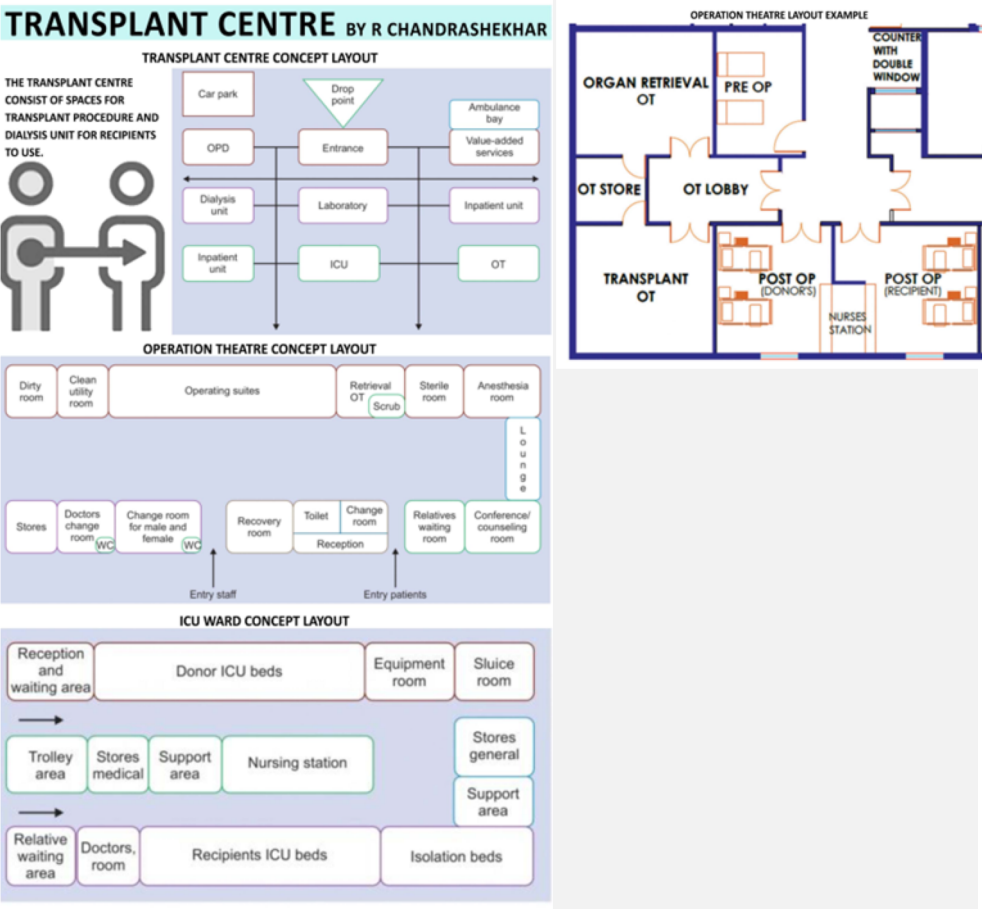 TRANSPLANT CENTRE BY R CHANDRASHEKHAR
TRANSPLANT CENTRE CONCEPT LAYOUT
THE TRANSPLANT CENTRE
CONSIST OF SPACES FOR
TRANSPLANT PROCEDURE AND
DIALYSIS UNIT FOR RECIPIENTS
TO USE.
Car park
Drop
point
Ambulance
bay
OPD
Entrance
Value-added
services
Dialysis
unit
Laboratory
Inpatient unit
Inpatient
unit
ICU
OT
OPERATION THEATRE CONCEPT LAYOUT
Dirty
room
Clean
utility
room
Operating suites
Retrieval
OT
Scrub
Sterile
room
Anesthesia
room
L
o
u
n
g
e
Stores
Doctors
change
room
WC
Change room
for male and
female
WC
Recovery
room
Toilet
Change
room
Reception
Relatives
waiting
room
Conference/
counseling
room
Entry staff
Entry patients
ICU WARD CONCEPT LAYOUT
Reception
and
waiting area
Donor ICU beds
Equipment
room
Sluice
room
Trolley
area
Stores
medical
Support
area
Nursing station
Stores
general
Support
area
Relative
waiting
area
Doctors,
room
Recipients ICU beds
Isolation beds
OPERATION THEATRE LAYOUT EXAMPLE
ORGAN RETRIEVAL
OT
PRE OP
COUNTER
WITH
DOUBLE
WINDOW
OT STORE
OT LOBBY
TRANSPLANT
OT
POST OP
(DONOR'S)
POST OP
(RECIPIENT)
NURSES
STATION